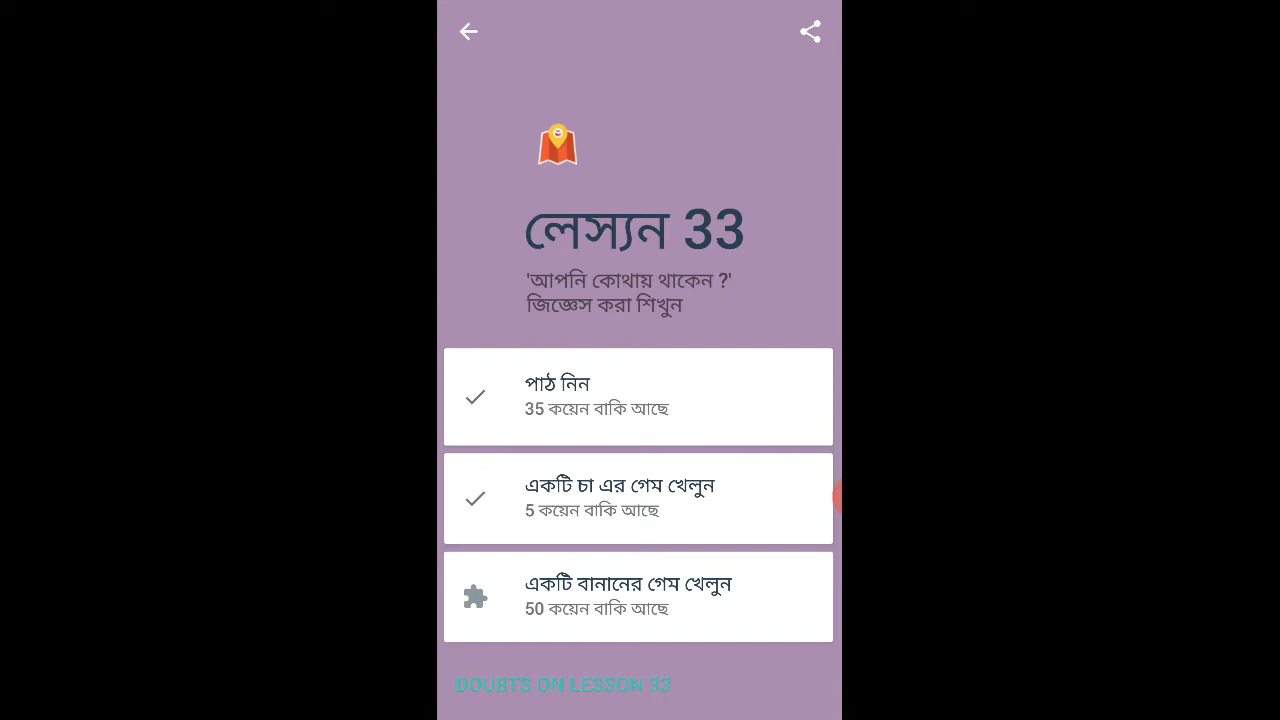 লেস্যন 33
'আপনি কোথায় থাকেন ?'
জিজ্ঞেস করা শিখুন
পাঠ নিন
35 কয়েন বাকি আছে
একটি চা এর গেম খেলুন
5 কয়েন বাকি আছে
একটি বানানের গেম খেলুন
50 কয়েন বাকি আছে
DOUBTS ON LESSON 33